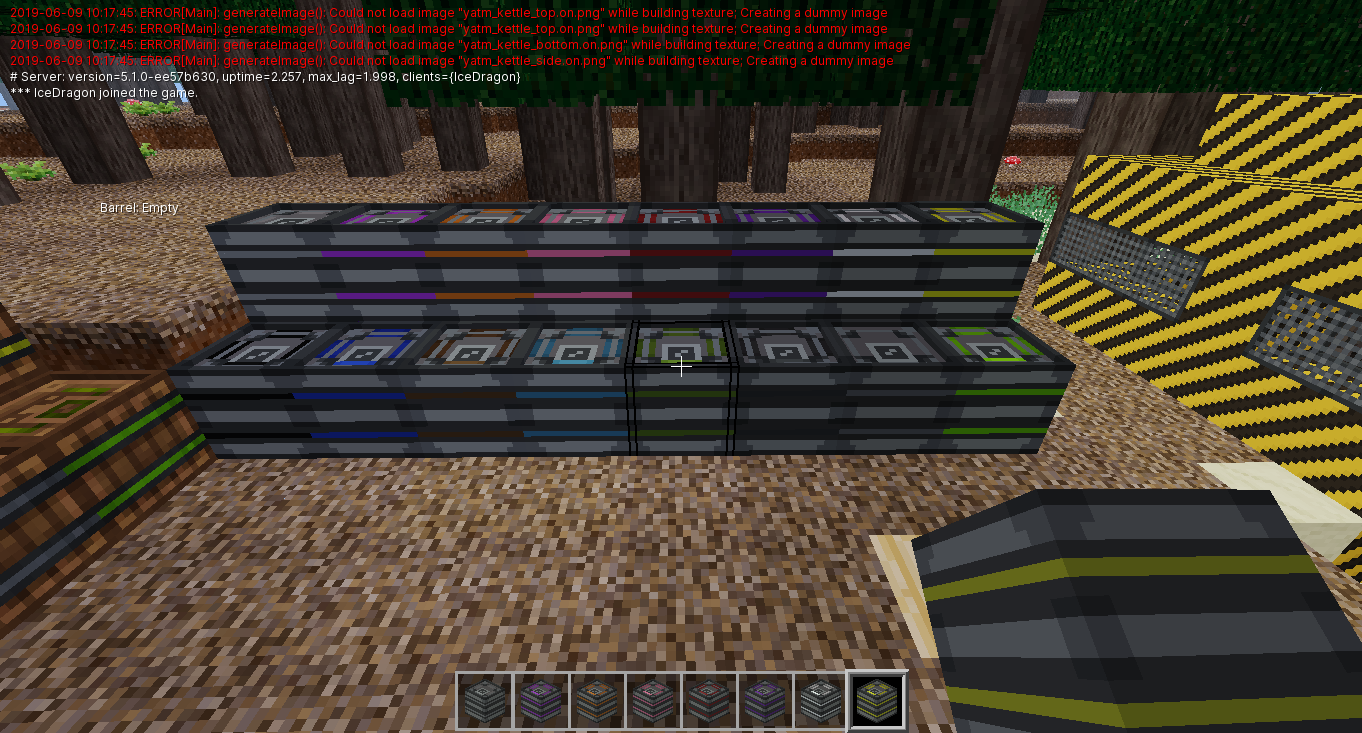 2019-06-09 10:17:45: ERROR[Main]: generateImage(): Could not load image "yatm_kettle_top.on.png" while building texture; Creating a dummy image
2019-06-09 10:17:45: ERROR[Main]: generateImage(): Could not load image "yatm_kettle_top.on.png" while building texture; Creating a dummy image
2019-06-09 10:17:45: ERROR[Main]: generateImage(): Could not load image "yatm_kettle_bottom.on.png" while building texture; Creating a dummy image
2019-06-09 10:17:45: ERROR[Main]: generateImage(): Could not load image "yatm_kettle_side.on.png" while building texture; Creating a dummy image
# Server: version=5.1.0-ee57b630, uptime=2.257, max_lag=1.998, clients={IceDragon}
*** IceDragon joined the game.
Barrel: Empty